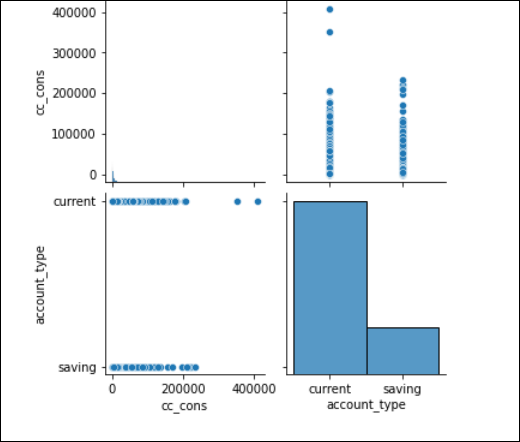 400000
300000
200000
100000
0
cc_cons
current
saving
account_type
0 200000 400000
cc_cons
current saving
account_type